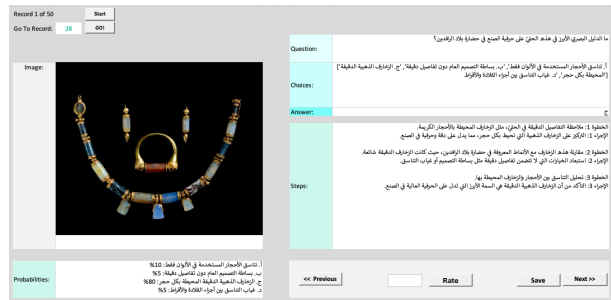 Record 1 of 50
Start
Go To Record:
28
GO!
Image:
Question:
ما الدليل البصري الأبرز في هذه الحليّ على حرفية الصنع في حضارة بلاد الرافدين؟
Choices:
أ. تناسق الأحجار المستخدمة في الألوان فقط', 'ب. بساطة التصميم العام دون تفاصيل دقيقة', 'ج. الزخارف الذهبية الدقيقة']
['المحيطة بكل حجر', 'د. غياب التناسق بين أجزاء القلادة والأقراط
Answer:
ج
Steps:
الخطوة 1: ملاحظة التفاصيل الدقيقة في الحليّ، مثل الزخارف المحيطة بالأحجار الكريمة.
الإجراء 1: التركيز على الزخارف الذهبية التي تحيط بكل حجر، مما يدل على دقة وحرفية في الصنع.
الخطوة 2: مقارنة هذه الزخارف مع الأنماط المعروفة في حضارة بلاد الرافدين، حيث كانت الزخارف الدقيقة شائعة.
الإجراء 2: استبعاد الخيارات التي لا تتضمن تفاصيل دقيقة مثل بساطة التصميم أو غياب التناسق.
الخطوة 3: تحليل التناسق بين الأحجار والزخارف المحيطة بها.
الإجراء 3: التأكد من أن الزخارف الذهبية الدقيقة هي السمة الأبرز التي تدل على الحرفية العالية في الصنع.
Probabilities:
أ. تناسق الأحجار المستخدمة في الألوان فقط: 10%
ب. بساطة التصميم العام دون تفاصيل دقيقة: 5%
ج. الزخارف الذهبية الدقيقة المحيطة بكل حجر: 80%
د. غياب التناسق بين أجزاء القلادة والأقراط: 5%
<< Previous
Rate
Save
Next >>